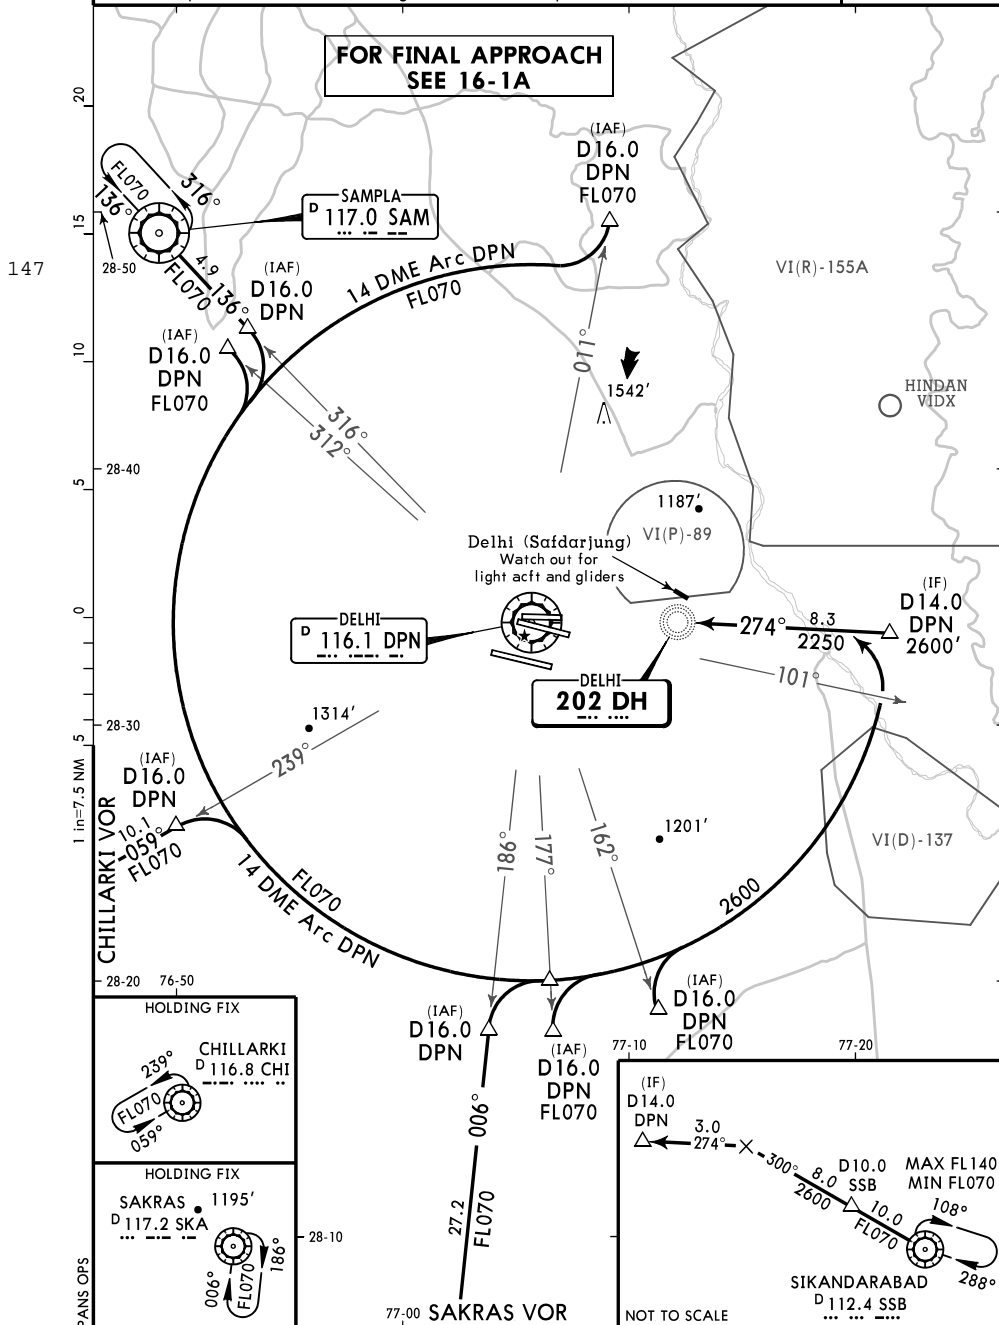 FOR FINAL APPROACH
SEE 16-1A
20
15
10
5
0
5
1 in=7.5 NM
147
FL070
316°
136°
28-50
SAMPLA
D 117.0 SAM
4.9
FL070
136°
(IAF)
D16.0
DPN
(IAF)
D16.0
DPN
FL070
14 DME Arc DPN
FL070
(IAF)
D16.0
DPN
FL070
011°
1542'
VI(R)-155A
HINDAN
VIDX
316°
312°
28-40
1187'
VI(P)-89
Delhi (Safdarjung)
Watch out for
light acft and gliders
DELHI
D 116.1 DPN
DELHI
202 DH
274°
8.3
2250
(IF)
D14.0
DPN
2600'
101°
1314'
28-30
239°
(IAF)
D16.0
DPN
10.1
059°
FL070
CHILLARKI VOR
FL070
14 DME Arc DPN
186°
177°
162°
1201'
VI(D)-137
2600
28-20
76-50
(IAF)
D16.0
DPN
(IAF)
D16.0
DPN
FL070
(IAF)
D16.0
DPN
FL070
77-10
77-20
HOLDING FIX
CHILLARKI
D 116.8 CHI
239°
FL070
059°
HOLDING FIX
SAKRAS
D 117.2 SKA
1195'
006°
FL070
186°
28-10
006°
27.2
FL070
77-00
SAKRAS VOR
(IF)
D14.0
DPN
3.0
274°
300°
8.0
2600
D10.0
SSB
10.0
FL070
MAX FL140
MIN FL070
108°
288°
SIKANDARABAD
D 112.4 SSB
NOT TO SCALE
PANS OPS